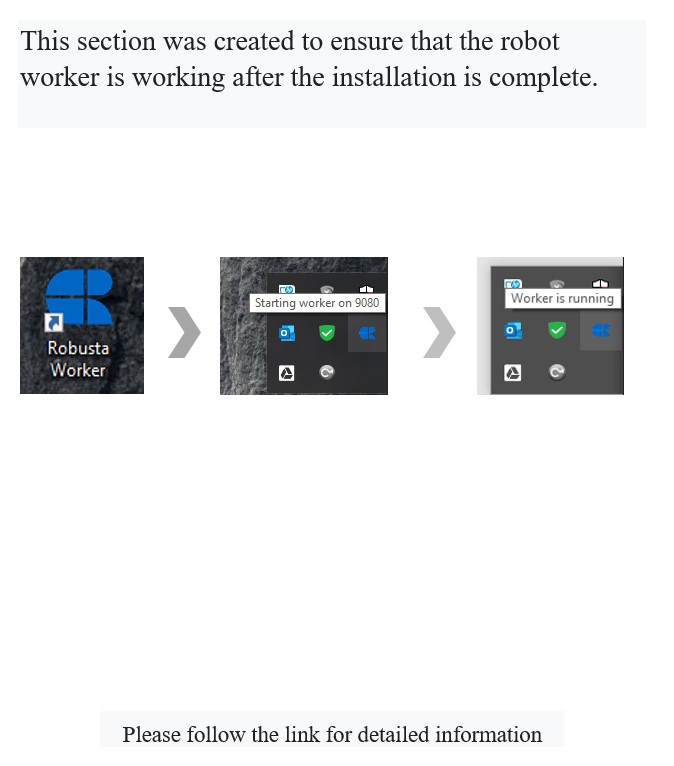 This section was created to ensure that the robot
worker is working after the installation is complete.
Robusta
Worker
Starting worker on 9080
Worker is running
Please follow the link for detailed information